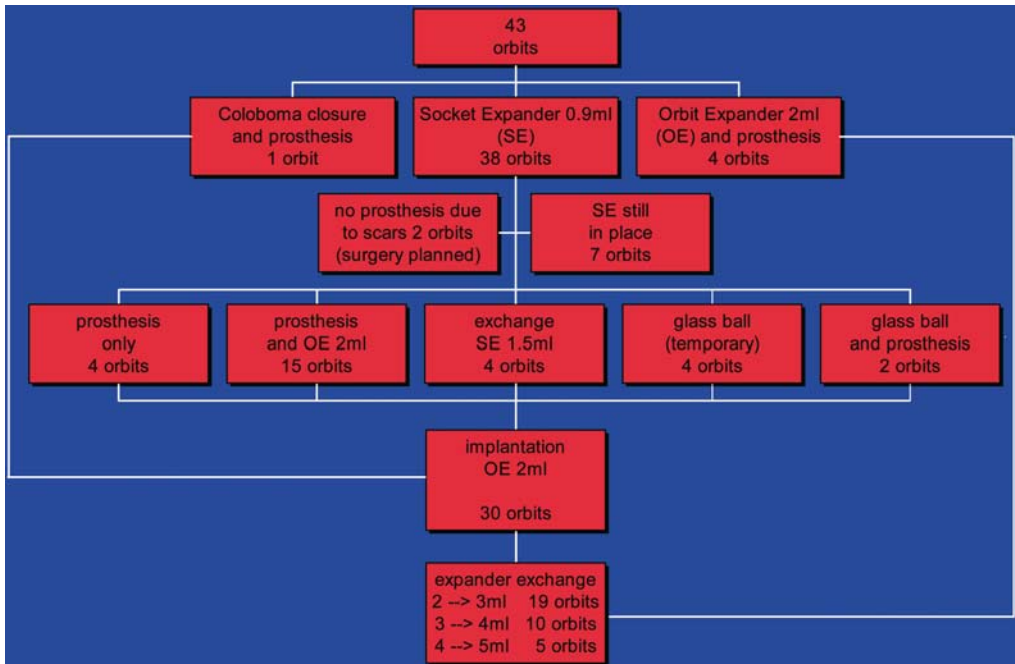 43
orbits
Coloboma closure
and prosthesis
1 orbit
Socket Expander 0.9ml
(SE)
38 orbits
Orbit Expander 2ml
(OE) and prosthesis
4 orbits
no prosthesis due
to scars 2 orbits
(surgery planned)
SE still
in place
7 orbits
prosthesis
only
4 orbits
prosthesis
and OE 2ml
15 orbits
exchange
SE 1.5ml
4 orbits
glass ball
(temporary)
4 orbits
glass ball
and prosthesis
2 orbits
implantation
OE 2ml
30 orbits
expander exchange
2 --> 3ml 19 orbits
3 --> 4ml 10 orbits
4 --> 5ml 5 orbits